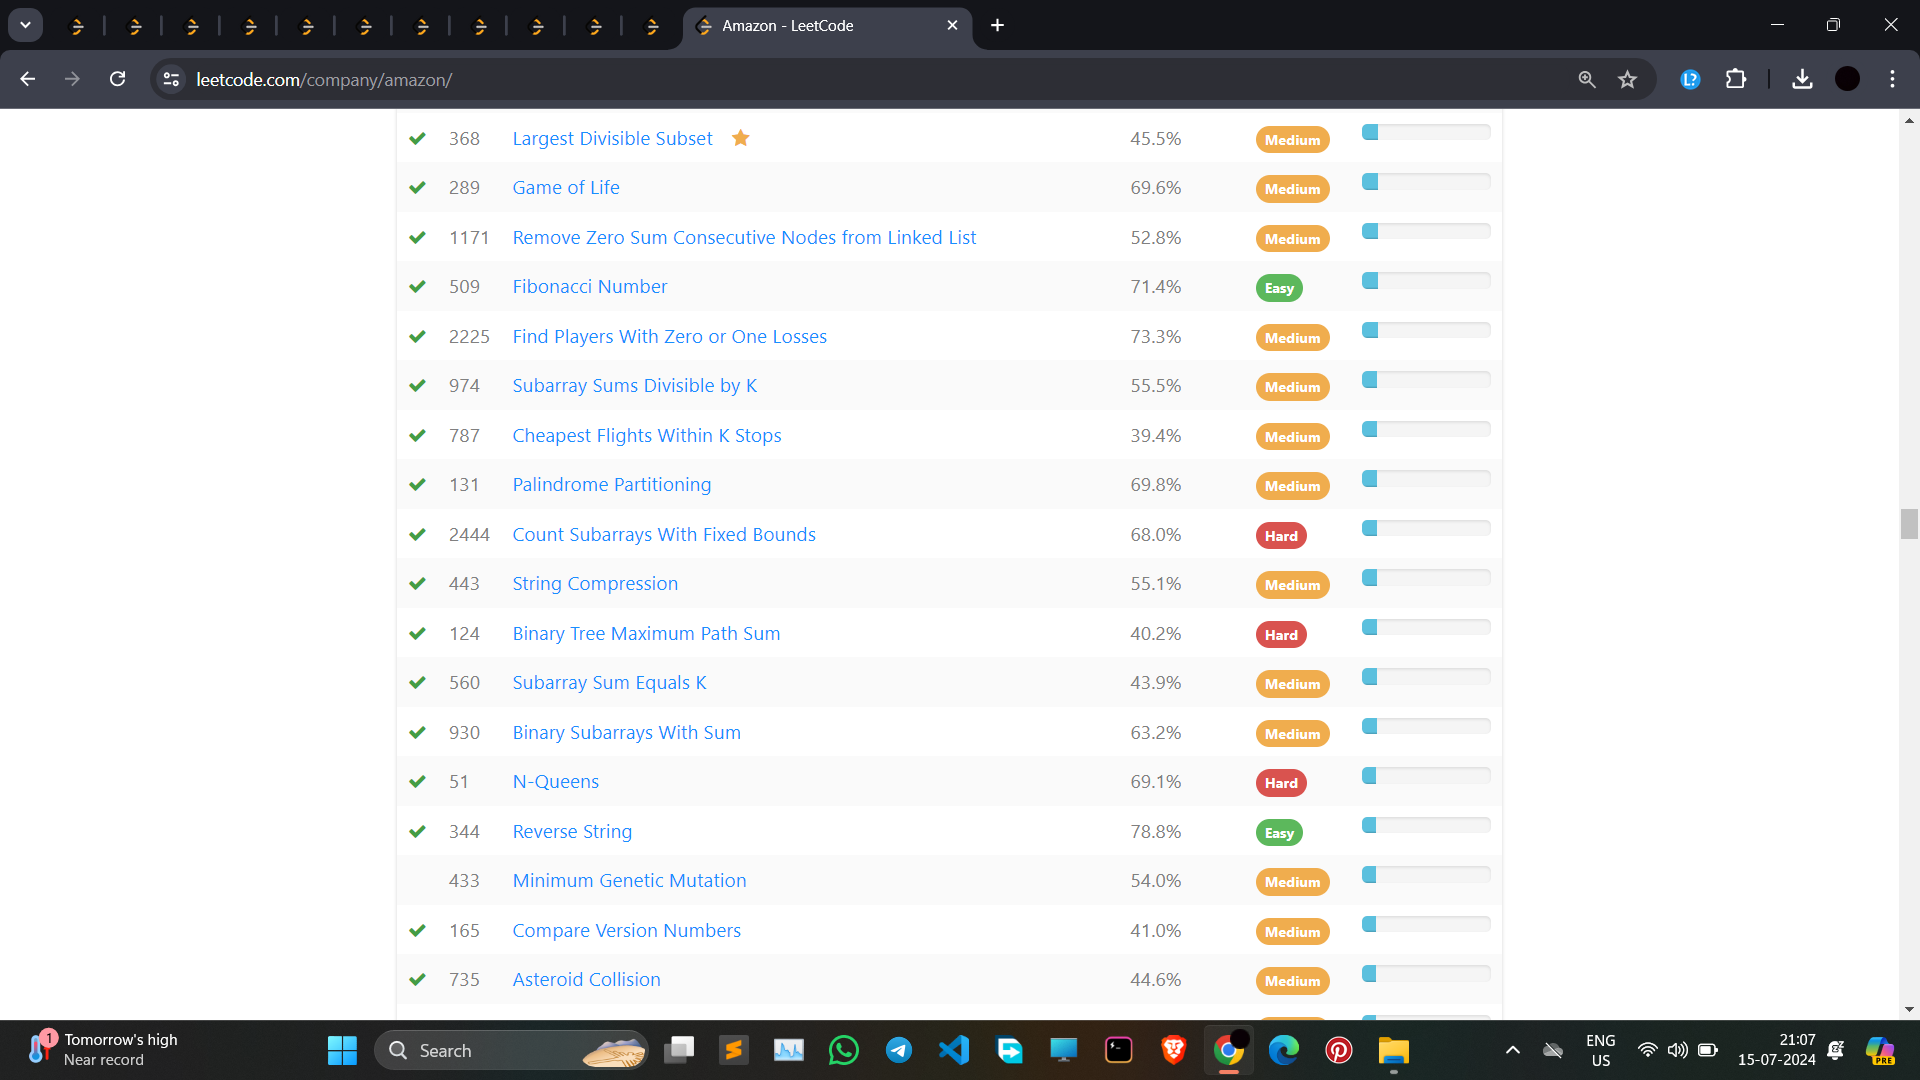 Amazon - LeetCode
leetcode.com/company/amazon/
L?
368 Largest Divisible Subset 45.5% Medium
289 Game of Life 69.6% Medium
1171 Remove Zero Sum Consecutive Nodes from Linked List 52.8% Medium
509 Fibonacci Number 71.4% Easy
2225 Find Players With Zero or One Losses 73.3% Medium
974 Subarray Sums Divisible by K 55.5% Medium
787 Cheapest Flights Within K Stops 39.4% Medium
131 Palindrome Partitioning 69.8% Medium
2444 Count Subarrays With Fixed Bounds 68.0% Hard
443 String Compression 55.1% Medium
124 Binary Tree Maximum Path Sum 40.2% Hard
560 Subarray Sum Equals K 43.9% Medium
930 Binary Subarrays With Sum 63.2% Medium
51 N-Queens 69.1% Hard
344 Reverse String 78.8% Easy
433 Minimum Genetic Mutation 54.0% Medium
165 Compare Version Numbers 41.0% Medium
735 Asteroid Collision 44.6% Medium
1 Tomorrow's high
Near record
Search
ENG
US
21:07
15-07-2024
PRE